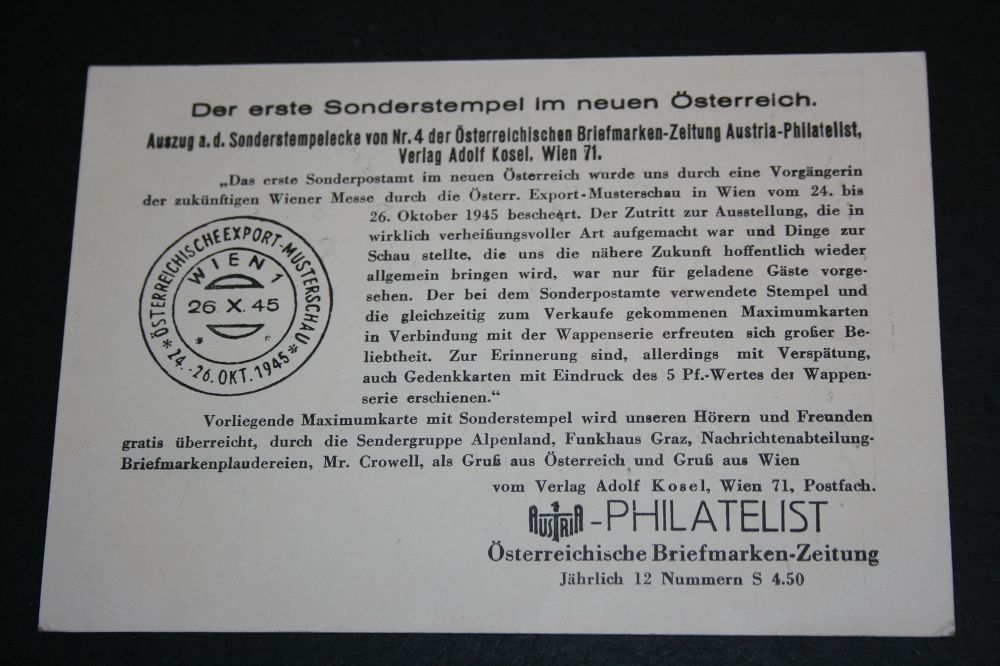 Der erste Sonderstempel im neuen Österreich.
Auszug a. d. Sonderstempelecke von Nr. 4 der Österreichischen Briefmarken-Zeitung Austria-Philatelist,
Verlag Adolf Kosel, Wien 71.
„Das erste Sonderpostamt im neuen Österreich wurde uns durch eine Vorgängerin
der zukünftigen Wiener Messe durch die Österr. Export-Musterschau in Wien vom 24. bis
26. Oktober 1945 beschert. Der Zutritt zur Ausstellung, die in
wirklich verheißungsvoller Art aufgemacht war und Dinge zur
Schau stellte, die uns die nähere Zukunft hoffentlich wieder
allgemein bringen wird, war nur für geladene Gäste vorge-
sehen. Der bei dem Sonderpostamte verwendete Stempel und
die gleichzeitig zum Verkaufe gekommenen Maximumkarten
in Verbindung mit der Wappenserie erfreuten sich großer Be-
liebtheit. Zur Erinnerung sind, allerdings mit Verspätung,
auch Gedenkkarten mit Eindruck des 5 Pf.-Wertes der Wappen-
serie erschienen.“
ÖSTERREICHISCHE EXPORT-MUSTERSCHAU
WIEN 1
26. X. 45
* *
* 24.-26. OKT. 1945 *
Vorliegende Maximumkarte mit Sonderstempel wird unseren Hörern und Freunden
gratis überreicht, durch die Sendergruppe Alpenland, Funkhaus Graz, Nachrichtenabteilung-
Briefmarkenplaudereien, Mr. Crowell, als Gruß aus Österreich und Gruß aus Wien
vom Verlag Adolf Kosel, Wien 71, Postfach.
AUSTRIA-PHILATELIST
Österreichische Briefmarken-Zeitung
Jährlich 12 Nummern S 4.50